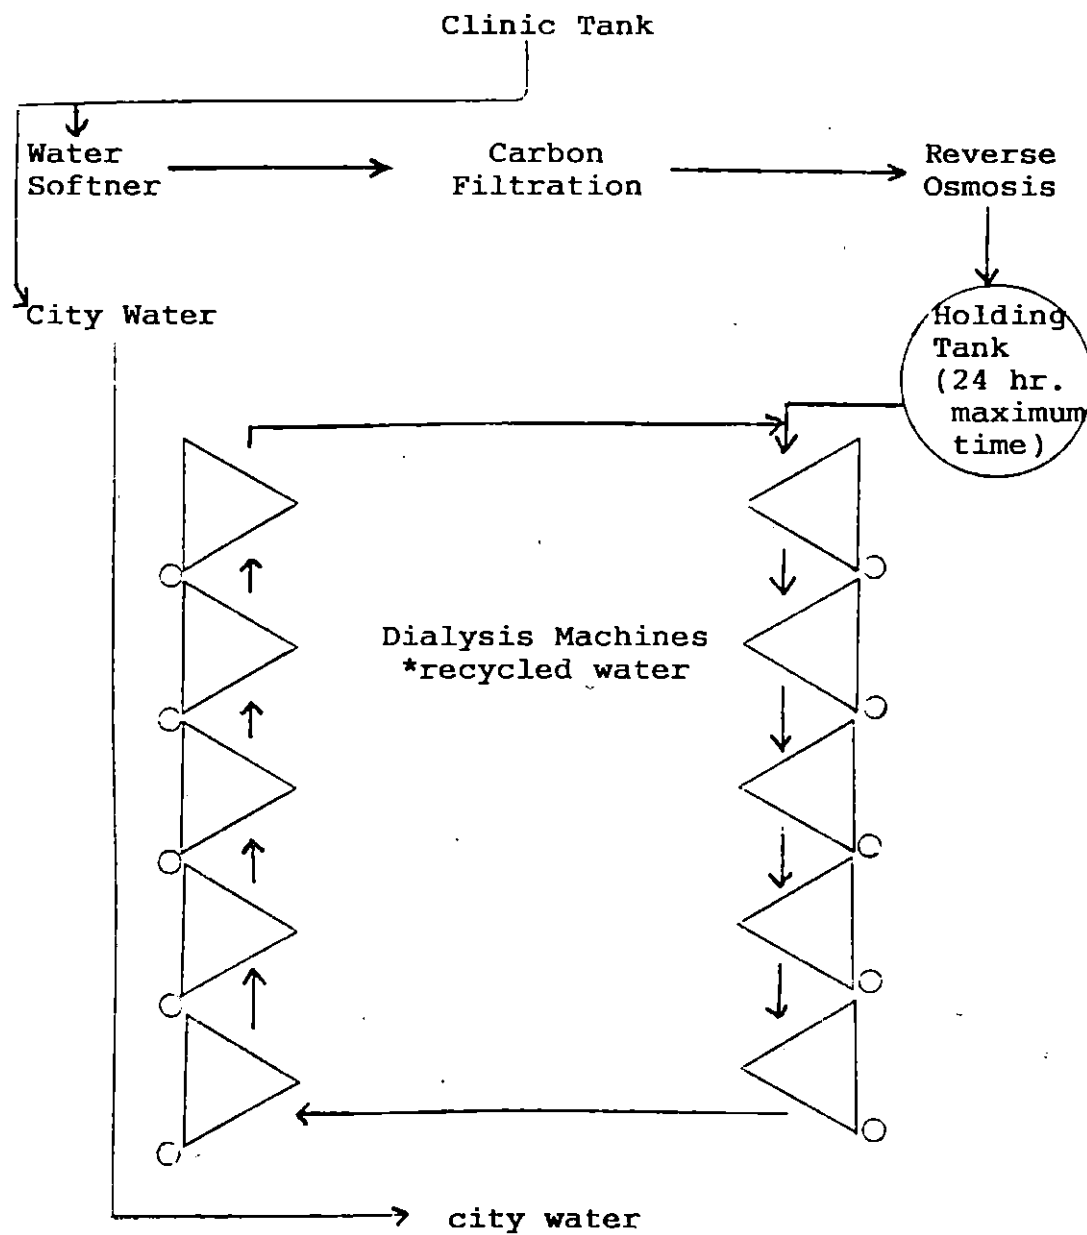 Clinic Tank
Water
Softner
Carbon
Filtration
Reverse
Osmosis
City Water
Holding
Tank
(24 hr.
maximum
time)
Dialysis Machines
*recycled water
city water